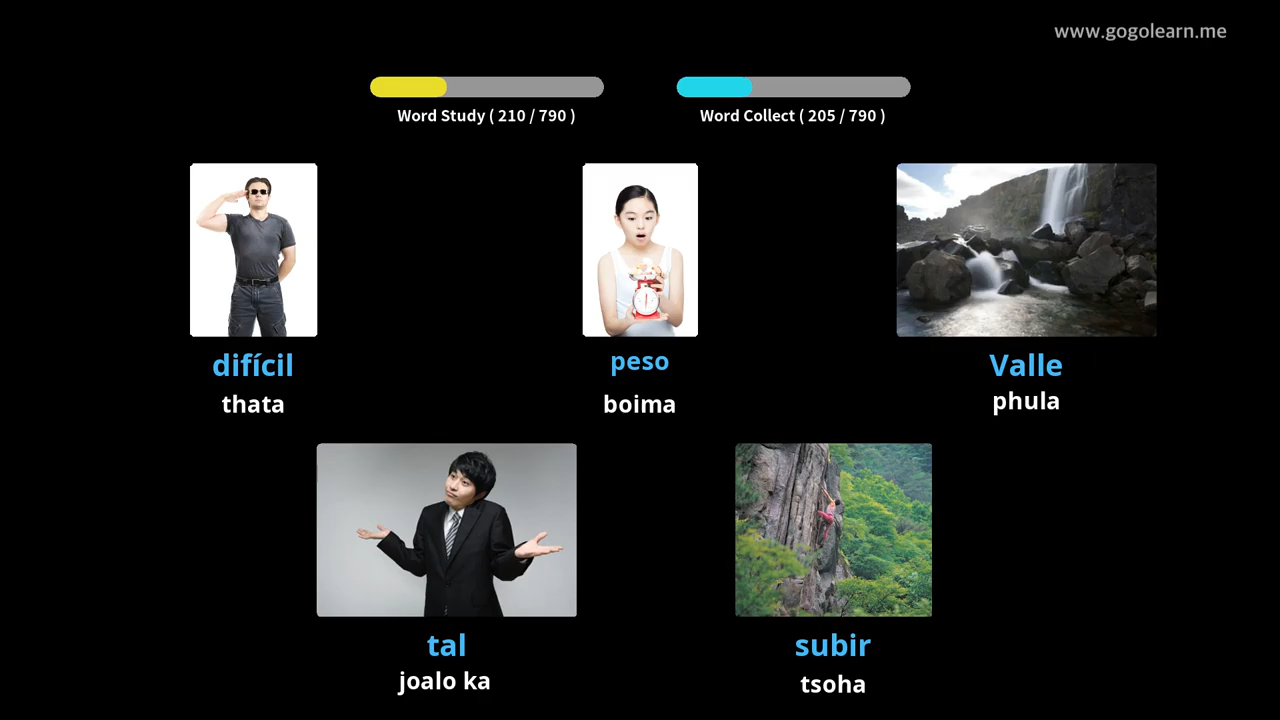 www.gogolearn.me
Word Study ( 210 / 790 )
Word Collect ( 205 / 790 )
difícil
thata
peso
boima
Valle
phula
tal
joalo ka
subir
tsoha